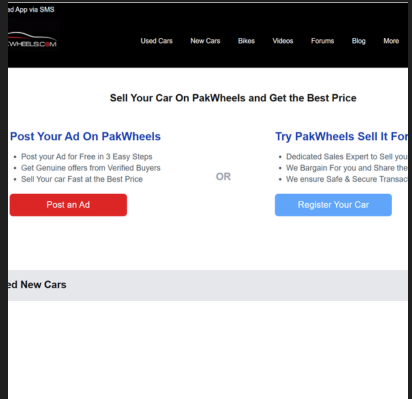 ad App via SMS
WHEELSCOM
Used Cars New Cars Bikes Videos Forums Blog More
Sell Your Car On PakWheels and Get the Best Price
Post Your Ad On PakWheels
Post your Ad for Free in 3 Easy Steps
Get Genuine offers from Verified Buyers
Sell Your car Fast at the Best Price
Post an Ad
OR
Try PakWheels Sell It For
Dedicated Sales Expert to Sell you
We Bargain For you and Share the
We ensure Safe & Secure Transac
Register Your Car
ed New Cars